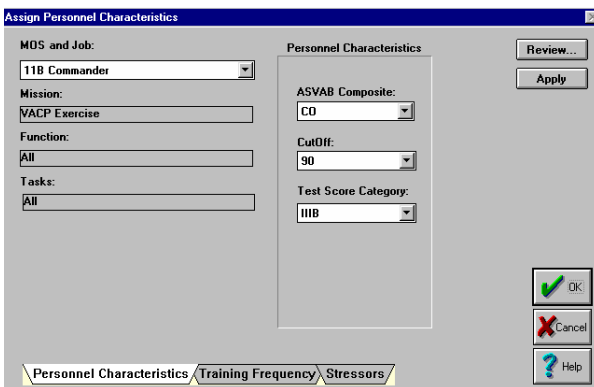 Assign Personnel Characteristics
MOS and Job:
11B Commander
Mission:
VACP Exercise
Function:
All
Tasks:
All
Personnel Characteristics
ASVAB Composite:
CO
CutOff:
90
Test Score Category:
IIIB
Review...
Apply
OK
Cancel
Help
Personnel Characteristics Training Frequency Stressors